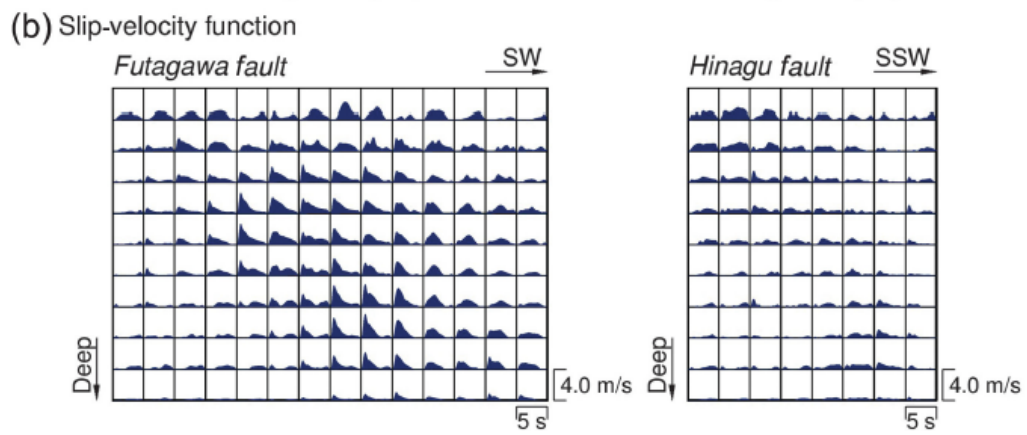 (b) Slip-velocity function
Futagawa fault
SW
Hinagu fault
SSW
Deep
4.0 m/s
5 s
Deep
4.0 m/s
5 s